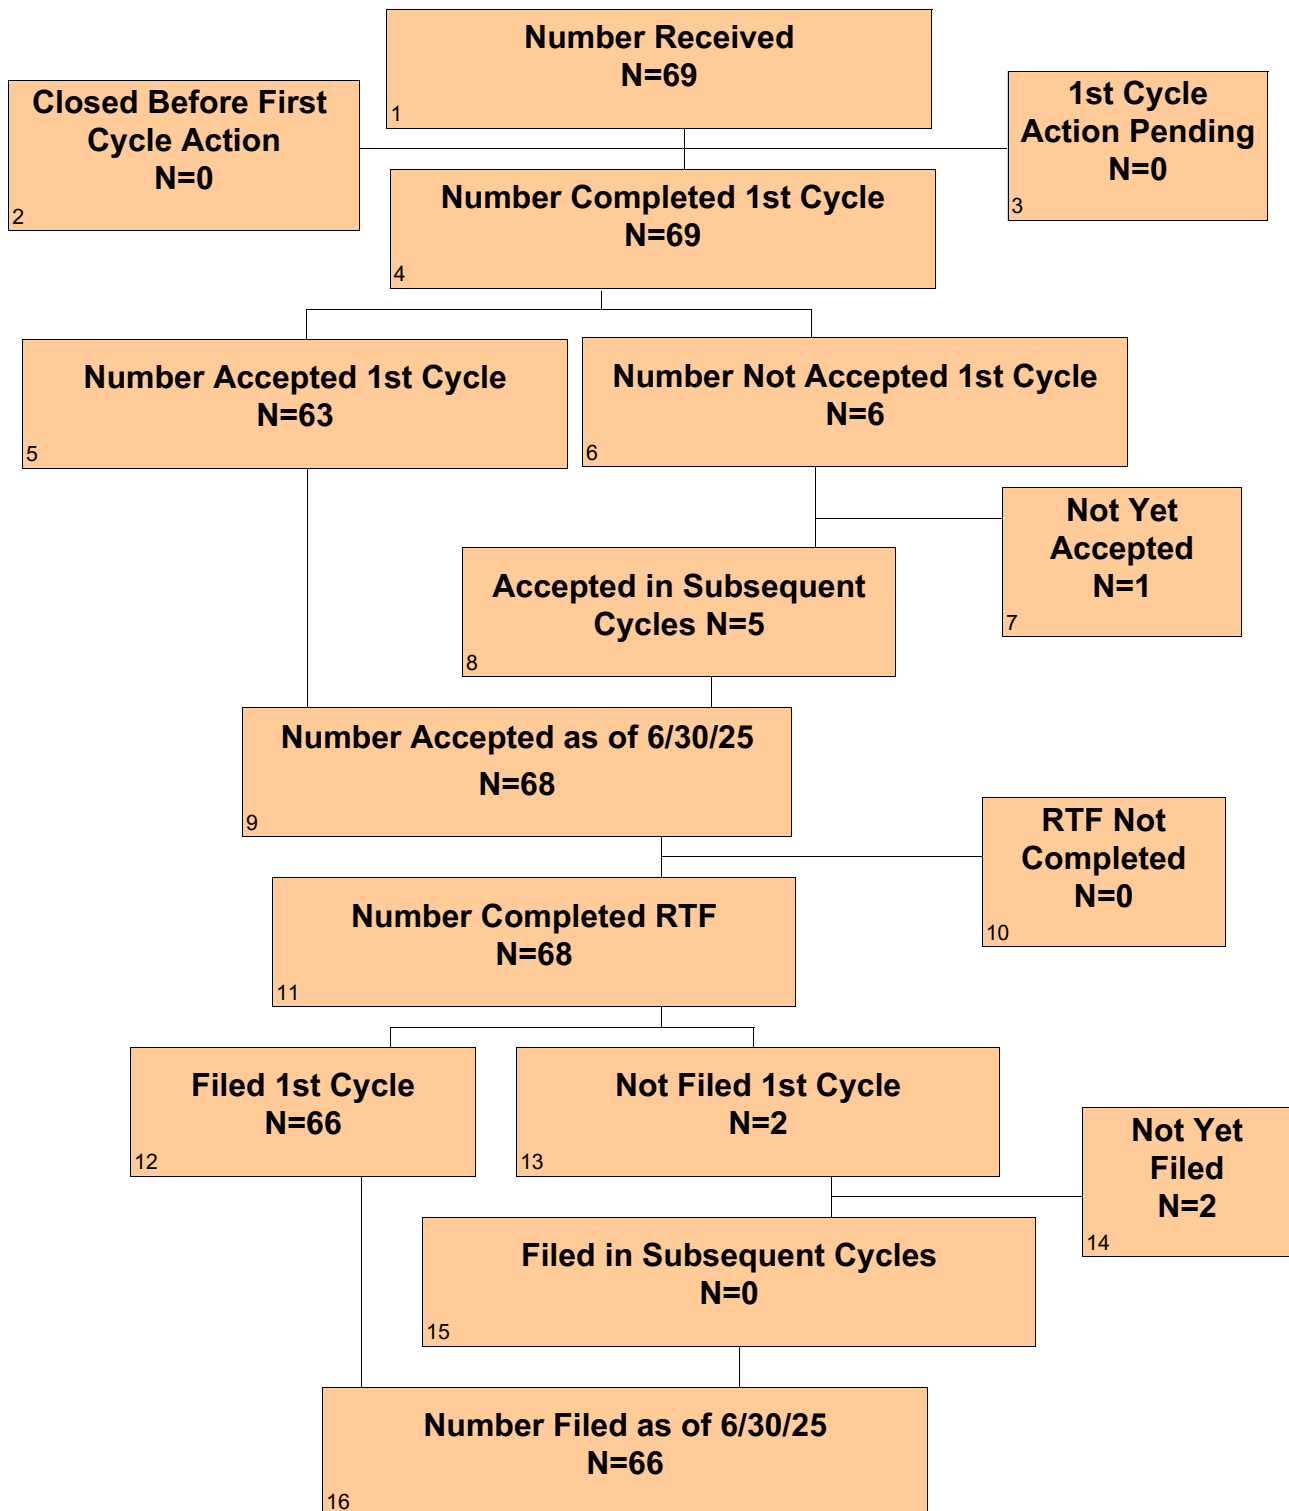 Number Received
N=69
1
Closed Before First
Cycle Action
N=0
2
1st Cycle
Action Pending
N=0
3
Number Completed 1st Cycle
N=69
4
Number Accepted 1st Cycle
N=63
5
Number Not Accepted 1st Cycle
N=6
6
Not Yet
Accepted
N=1
7
Accepted in Subsequent
Cycles N=5
8
Number Accepted as of 6/30/25
N=68
9
RTF Not
Completed
N=0
10
Number Completed RTF
N=68
11
Filed 1st Cycle
N=66
12
Not Filed 1st Cycle
N=2
13
Not Yet
Filed
N=2
14
Filed in Subsequent Cycles
N=0
15
Number Filed as of 6/30/25
N=66
16